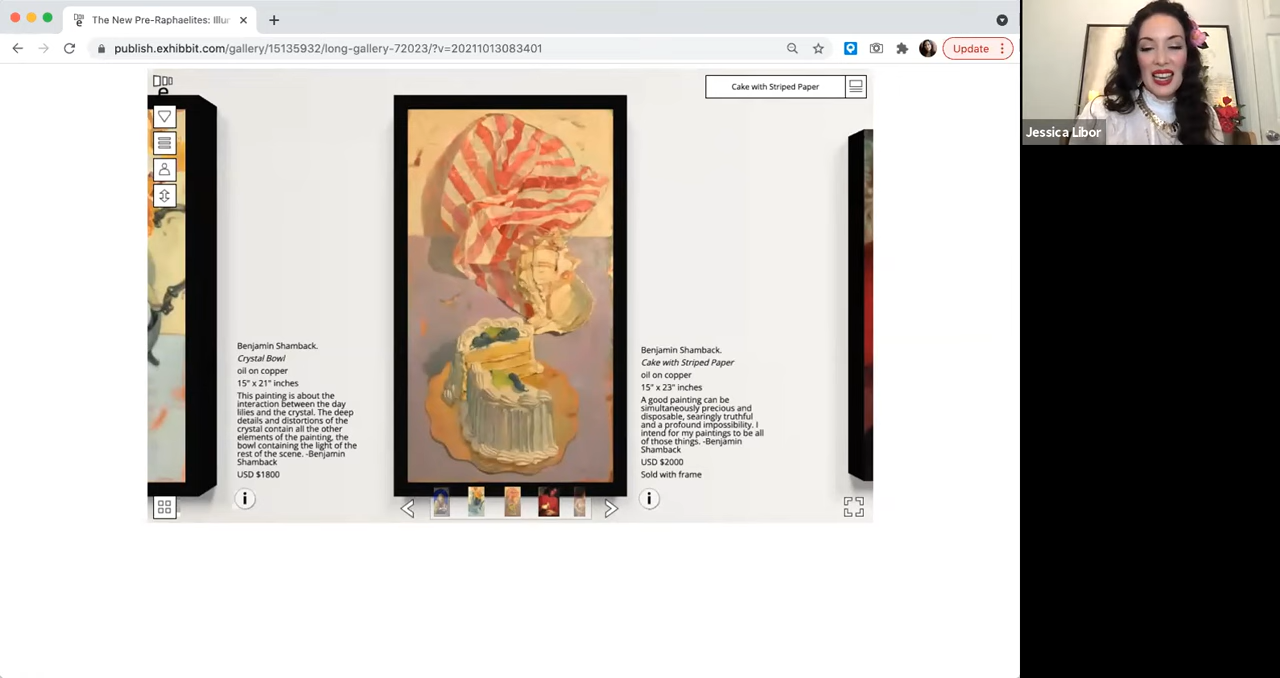 The New Pre-Raphaelites: Illur
publish.exhibbit.com/gallery/15135932/long-gallery-72023/?v=20211013083401
Update
Cake with Striped Paper
Benjamin Shamback.
Crystal Bowl
oil on copper
15" x 21" inches
This painting is about the
interaction between the day
lilies and the crystal. The deep
details and distortions of the
crystal contain all the other
elements of the painting, the
bowl containing the light of the
rest of the scene. -Benjamin
Shamback
USD $1800
Benjamin Shamback.
Cake with Striped Paper
oil on copper
15" x 23" inches
A good painting can be
simultaneously precious and
disposable, searingly truthful
and a profound impossibility. I
intend for my paintings to be all
of those things. -Benjamin
Shamback
USD $2000
Sold with frame
Jessica Libor